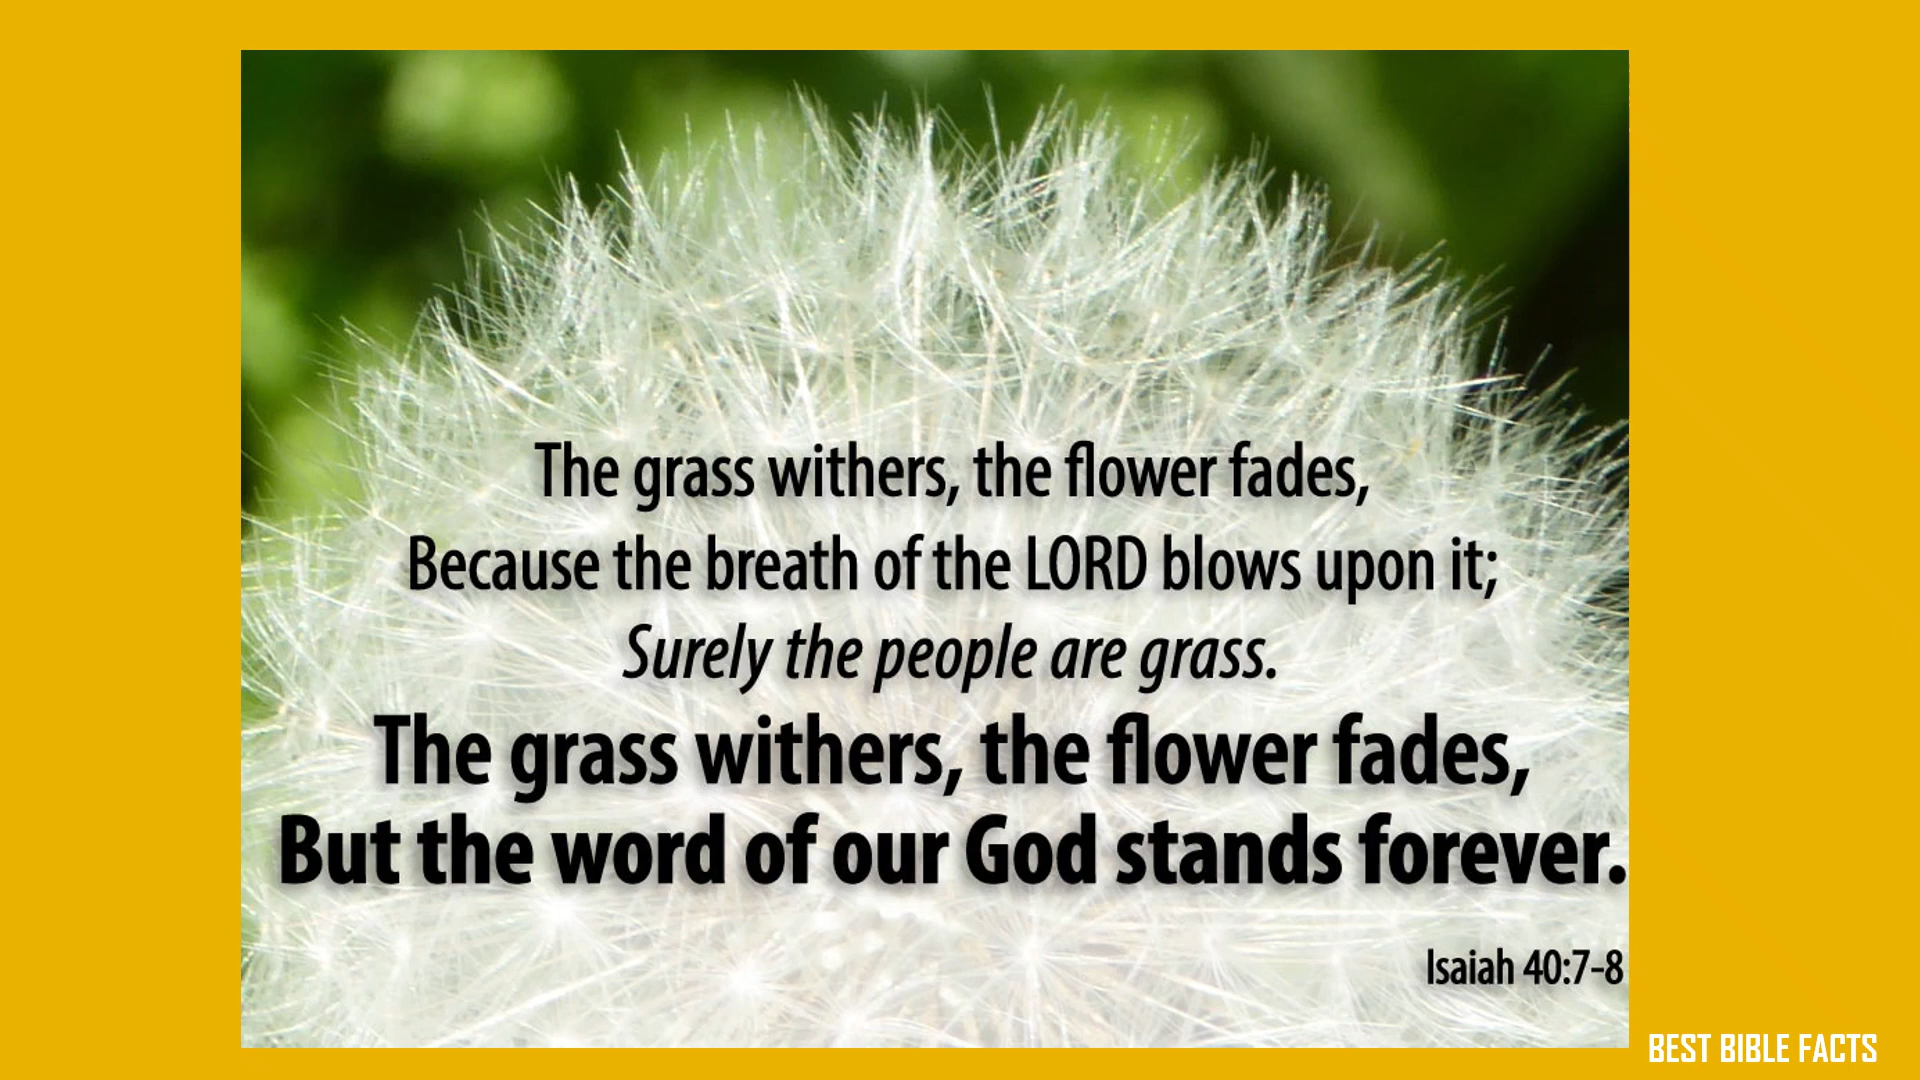 The grass withers, the flower fades,
Because the breath of the LORD blows upon it;
Surely the people are grass.
The grass withers, the flower fades,
But the word of our God stands forever.
Isaiah 40:7-8
BEST BIBLE FACTS